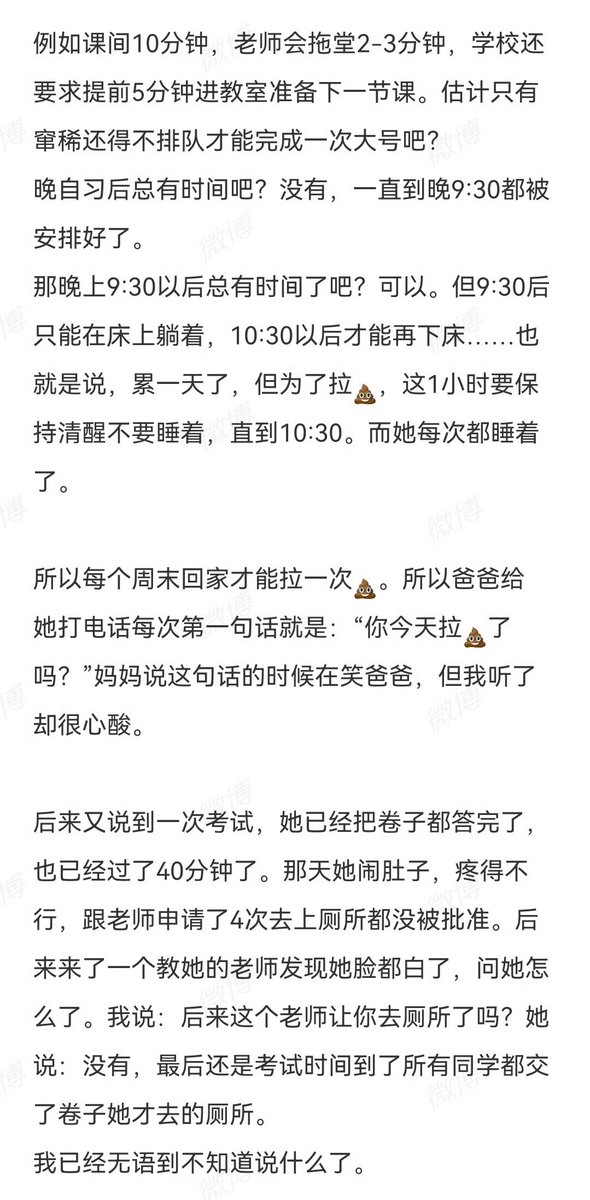 例如课间10分钟，老师会拖堂2-3分钟，学校还
要求提前5分钟进教室准备下一节课。估计只有
窜稀还得不排队才能完成一次大号吧？
晚自习后总有时间吧？没有，一直到晚9:30都被
安排好了。
那晚上9:30以后总有时间了吧？可以。但9:30后
只能在床上躺着，10:30以后才能再下床……也
就是说，累一天了，但为了拉💩，这1小时要保
持清醒不要睡着，直到10:30。而她每次都睡着
了。
所以每个周末回家才能拉一次💩。所以爸爸给
她打电话每次第一句话就是：“你今天拉💩了
吗？”妈妈说这句话的时候在笑爸爸，但我听了
却很心酸。
后来又说到一次考试，她已经把卷子都答完了，
也已经过了40分钟了。那天她闹肚子，疼得不
行，跟老师申请了4次去上厕所都没被批准。后
来来了一个教她的老师发现她脸都白了，问她怎
么了。我说：后来这个老师让你去厕所了吗？她
说：没有，最后还是考试时间到了所有同学都交
了卷子她才去的厕所。
我已经无语到不知道说什么了。
微博